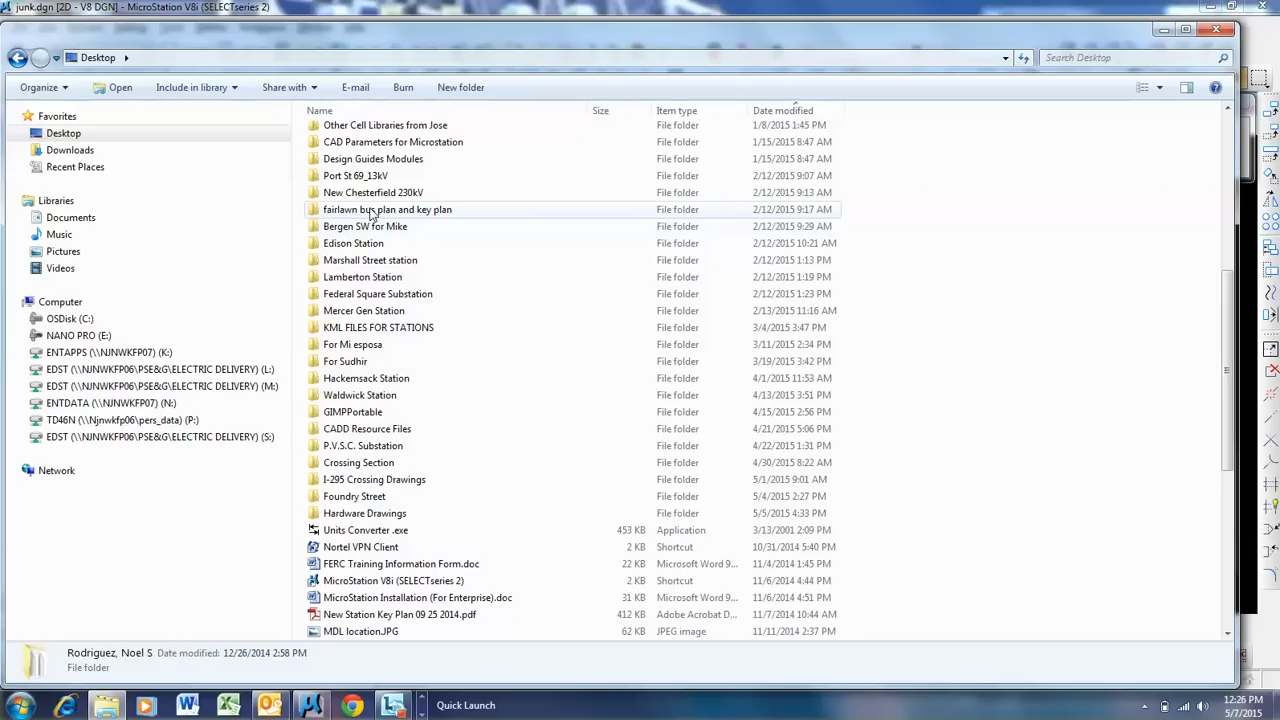 junk.dgn [2D - V8 DGN] - MicroStation V8i (SELECTseries 2)
Desktop
Search Desktop
Organize Open Include in library Share with E-mail Burn New folder
Favorites
Desktop
Downloads
Recent Places
Libraries
Documents
Music
Pictures
Videos
Computer
OSDisk (C:)
NANO PRO (E:)
ENTAPPS (\\NJNWKFP07) (K:)
EDST (\\NJNWKFP06\PSE&G\ELECTRIC DELIVERY) (L:)
EDST (\\NJNWKFP06\PSE&G\ELECTRIC DELIVERY) (M:)
ENTDATA (\\NJNWKFP07) (N:)
TD46N (\\Njnwkfp06\pers_data) (P:)
EDST (\\NJNWKFP06\PSE&G\ELECTRIC DELIVERY) (S:)
Network
Name Size Item type Date modified
Other Cell Libraries from Jose File folder 1/8/2015 1:45 PM
CAD Parameters for Microstation File folder 1/15/2015 8:47 AM
Design Guides Modules File folder 1/15/2015 8:47 AM
Port St 69_13kV File folder 2/12/2015 9:07 AM
New Chesterfield 230kV File folder 2/12/2015 9:13 AM
fairlawn bus plan and key plan File folder 2/12/2015 9:17 AM
Bergen SW for Mike File folder 2/12/2015 9:29 AM
Edison Station File folder 2/12/2015 10:21 AM
Marshall Street station File folder 2/12/2015 1:13 PM
Lamberton Station File folder 2/12/2015 1:19 PM
Federal Square Substation File folder 2/12/2015 1:23 PM
Mercer Gen Station File folder 2/13/2015 11:16 AM
KML FILES FOR STATIONS File folder 3/4/2015 3:47 PM
For Mi esposa File folder 3/11/2015 2:34 PM
For Sudhir File folder 3/19/2015 3:42 PM
Hackemsack Station File folder 4/1/2015 11:53 AM
Waldwick Station File folder 4/13/2015 3:51 PM
GIMPPortable File folder 4/15/2015 2:56 PM
CADD Resource Files File folder 4/21/2015 5:06 PM
P.V.S.C. Substation File folder 4/22/2015 1:31 PM
Crossing Section File folder 4/30/2015 8:22 AM
I-295 Crossing Drawings File folder 5/1/2015 9:01 AM
Foundry Street File folder 5/4/2015 2:27 PM
Hardware Drawings File folder 5/5/2015 4:33 PM
Units Converter .exe 453 KB Application 3/13/2001 2:09 PM
Nortel VPN Client 2 KB Shortcut 10/31/2014 5:40 PM
FERC Training Information Form.doc 22 KB Microsoft Word 9... 11/4/2014 1:45 PM
MicroStation V8i (SELECTseries 2) 2 KB Shortcut 11/6/2014 4:44 PM
MicroStation Installation (For Enterprise).doc 31 KB Microsoft Word 9... 11/6/2014 4:51 PM
New Station Key Plan 09 25 2014.pdf 412 KB Adobe Acrobat D... 11/7/2014 10:44 AM
MDL location.JPG 62 KB JPEG image 11/11/2014 2:37 PM
Rodriguez, Noel S Date modified: 12/26/2014 2:58 PM
File folder
Quick Launch
12:26 PM
5/7/2015